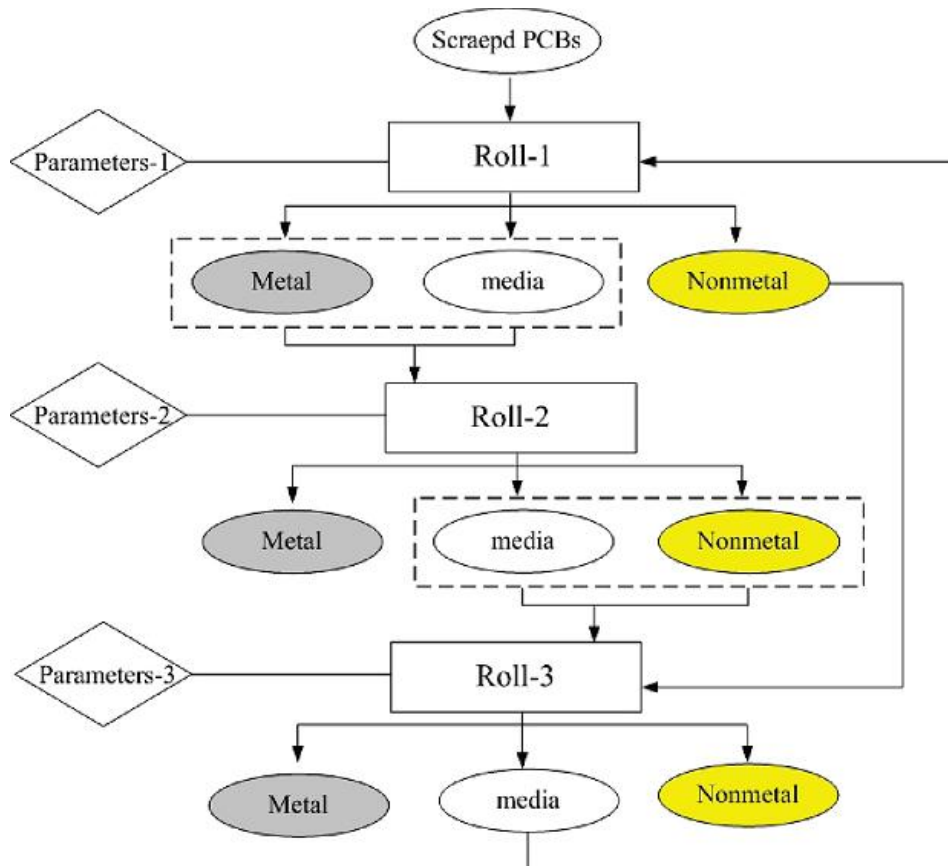 Scraepd PCBs
Parameters-1
Roll-1
Metal
media
Nonmetal
Parameters-2
Roll-2
Metal
media
Nonmetal
Parameters-3
Roll-3
Metal
media
Nonmetal